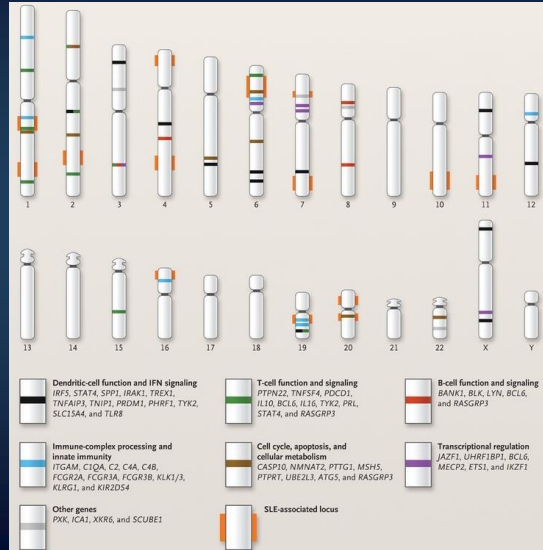 1
2
3
4
5
6
7
8
9
10
11
12
13
14
15
16
17
18
19
20
21
22
X
Y
Dendritic-cell function and IFN signaling
IRF5, STAT4, SPP1, IRAK1, TREX1,
TNFAIP3, TNIP1, PRDM1, PHRF1, TYK2,
SLC15A4, and TLR8
T-cell function and signaling
PTPN22, TNFSF4, PDCD1,
IL10, BCL6, IL16, TYK2, PRL,
STAT4, and RASGRP3
B-cell function and signaling
BANK1, BLK, LYN, BCL6,
and RASGRP3
Immune-complex processing and
innate immunity
ITGAM, C1QA, C2, C4A, C4B,
FCGR2A, FCGR3A, FCGR3B, KLK1/3,
KLRG1, and KIR2DS4
Cell cycle, apoptosis, and
cellular metabolism
CASP10, NMNAT2, PTTG1, MSH5,
PTPRT, UBE2L3, ATG5, and RASGRP3
Transcriptional regulation
JAZF1, UHRF1BP1, BCL6,
MECP2, ETS1, and IKZF1
Other genes
PXK, ICA1, XKR6, and SCUBE1
SLE-associated locus